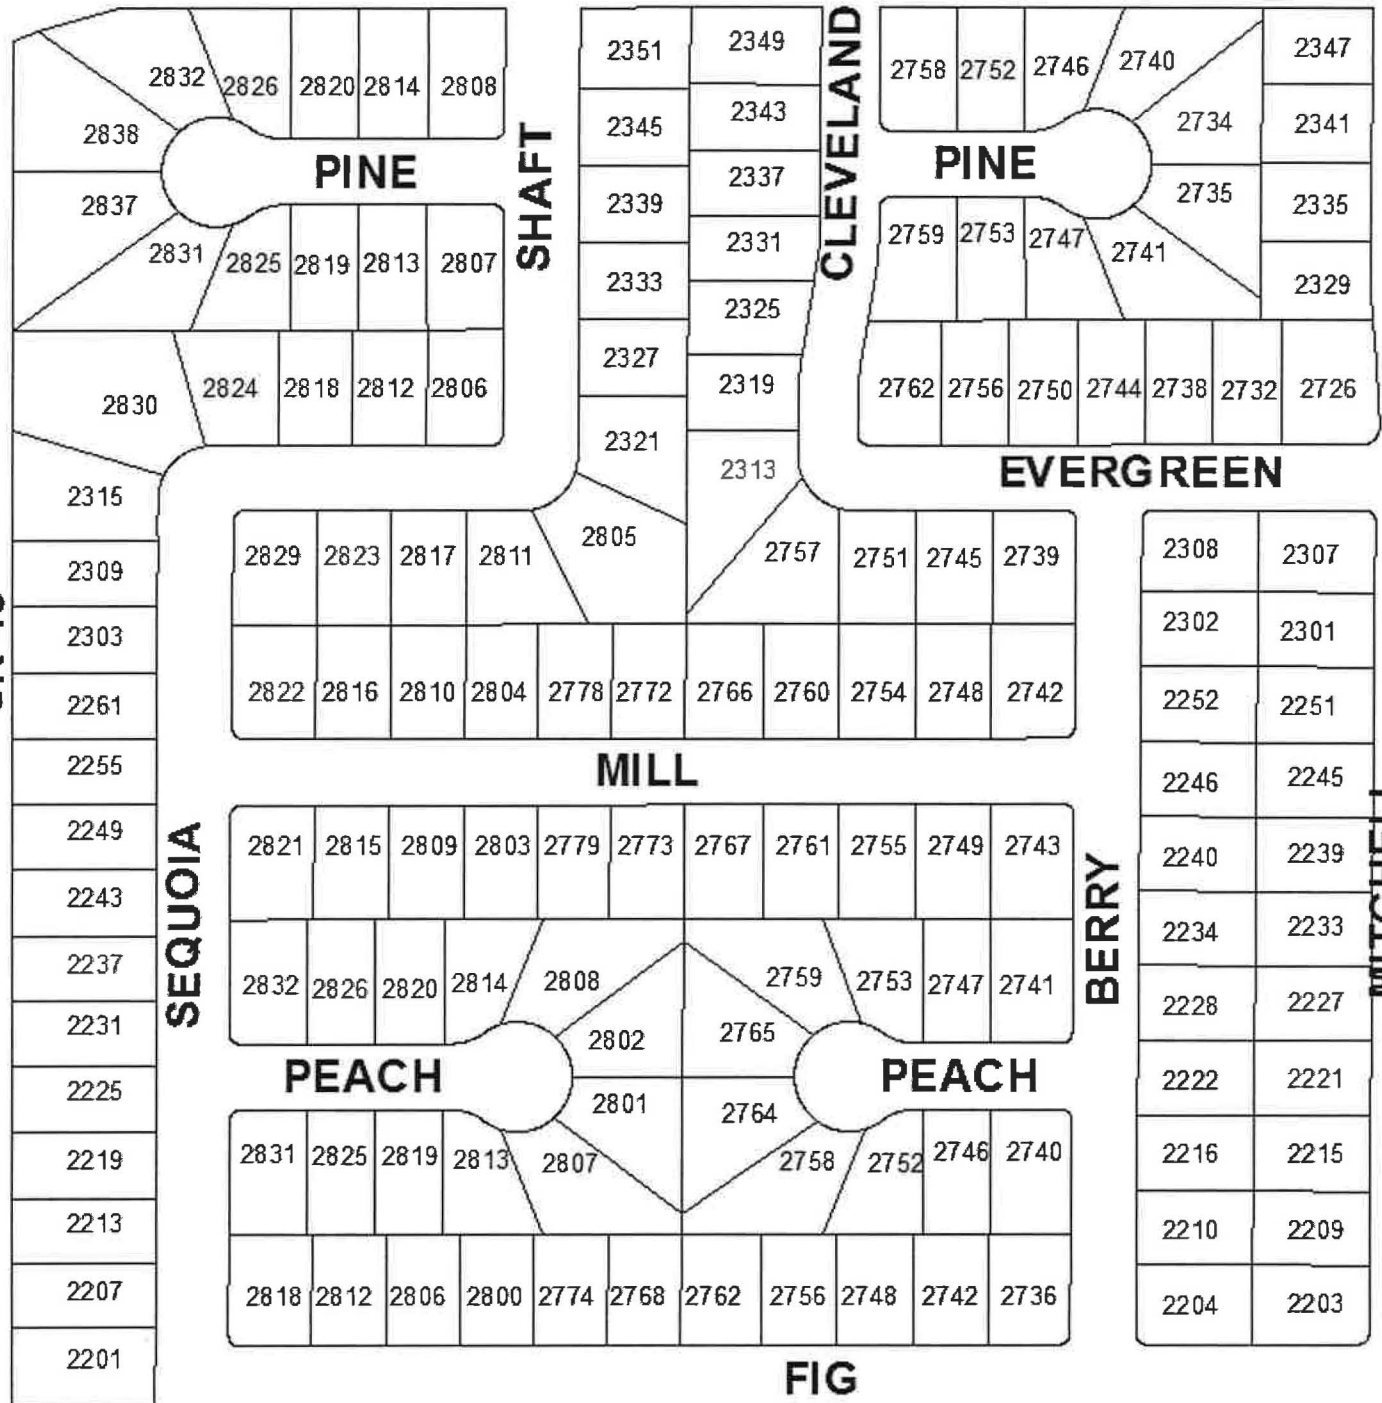 2351 2349 CLEVELAND 2347
2832 2826 2820 2814 2808 2758 2752 2746 2740
2838 2345 2343 2734 2341
PINE SHAFT PINE
2837 2339 2337 2735 2335
2831 2825 2819 2813 2807 2331 2759 2753 2747 2741
2333 2325 2329
2830 2824 2818 2812 2806 2327 2319 2762 2756 2750 2744 2738 2732 2726
2321
2315 2313 EVERGREEN
2829 2823 2817 2811 2805 2757 2751 2745 2739 2308 2307
2309
2303 2302 2301
2261 2822 2816 2810 2804 2778 2772 2766 2760 2754 2748 2742 2252 2251
2255 MILL 2246 2245
2249 2821 2815 2809 2803 2779 2773 2767 2761 2755 2749 2743 2240 2239
2243 SEQUOIA BERRY 2234 2233
2237 2832 2826 2820 2814 2808 2759 2753 2747 2741
2231 2802 2765 2228 2227
2225 PEACH PEACH 2222 2221
2801 2764
2219 2831 2825 2819 2813 2807 2758 2752 2746 2740 2216 2215
2213 2210 2209
2207 2818 2812 2806 2800 2774 2768 2762 2756 2748 2742 2736 2204 2203
2201 FIG